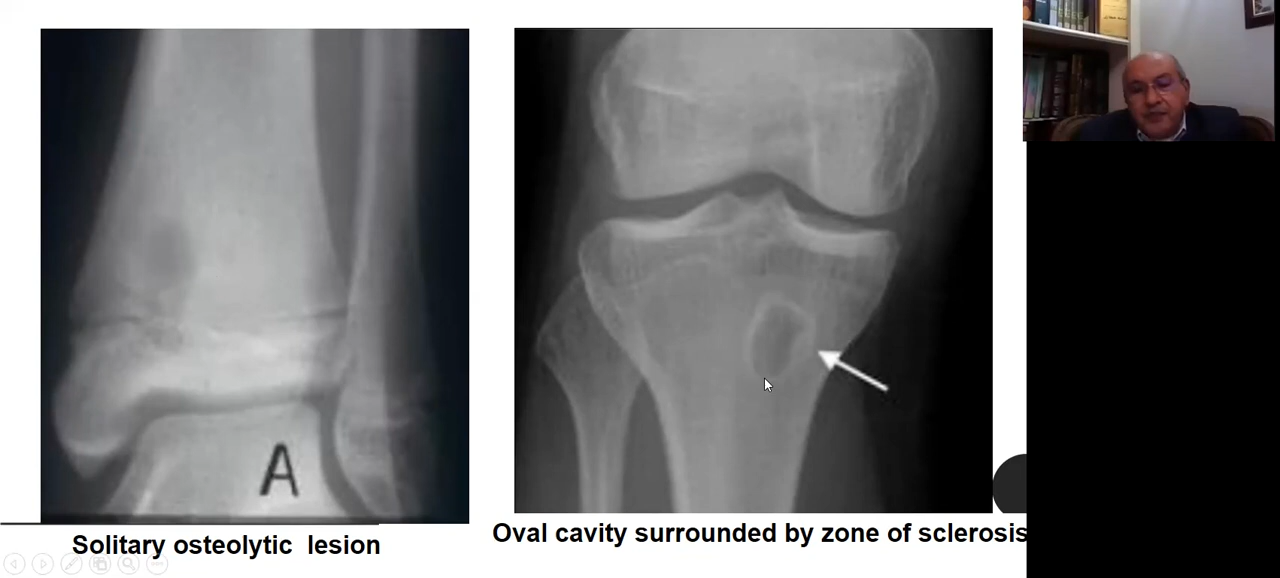 A
Solitary osteolytic lesion
Oval cavity surrounded by zone of sclerosis